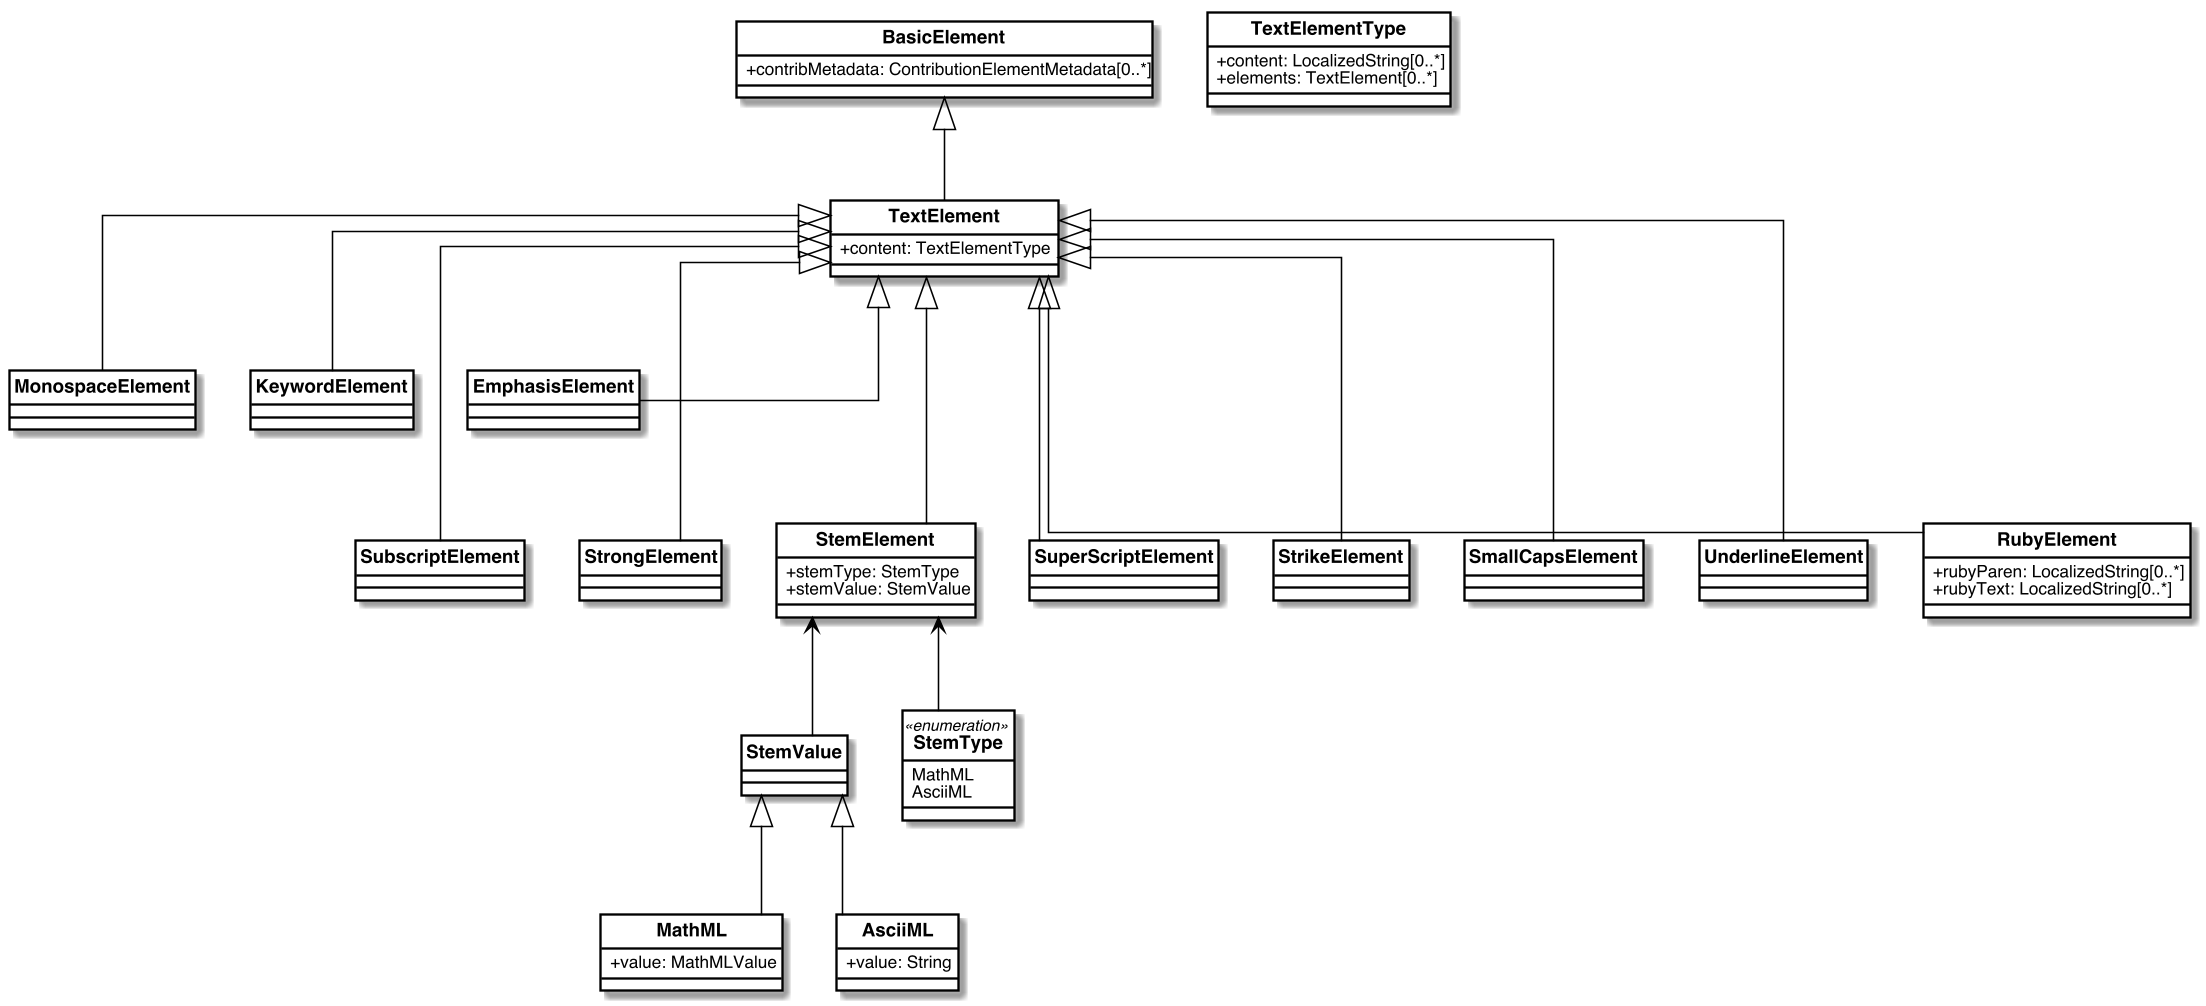 BasicElement
+contribMetadata: ContributionElementMetadata[0..*]
TextElementType
+content: LocalizedString[0..*]
+elements: TextElement[0..*]
TextElement
+content: TextElementType
MonospaceElement
KeywordElement
EmphasisElement
SubscriptElement
StrongElement
StemElement
+stemType: StemType
+stemValue: StemValue
SuperScriptElement
StrikeElement
SmallCapsElement
UnderlineElement
RubyElement
+rubyParen: LocalizedString[0..*]
+rubyText: LocalizedString[0..*]
StemValue
«enumeration»
StemType
MathML
AsciiML
MathML
+value: MathMLValue
AsciiML
+value: String